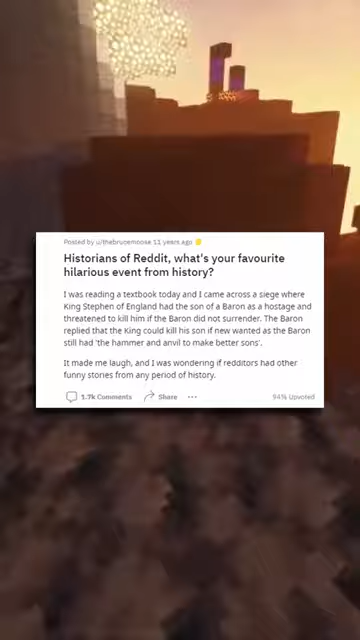 Posted by u/thebrucemoose 11 years ago
Historians of Reddit, what's your favourite
hilarious event from history?
I was reading a textbook today and I came across a siege where
King Stephen of England had the son of a Baron as a hostage and
threatened to kill him if the Baron did not surrender. The Baron
replied that the King could kill his son if new wanted as the Baron
still had 'the hammer and anvil to make better sons'.
It made me laugh, and I was wondering if redditors had other
funny stories from any period of history.
1.7k Comments Share ··· 94% Upvoted